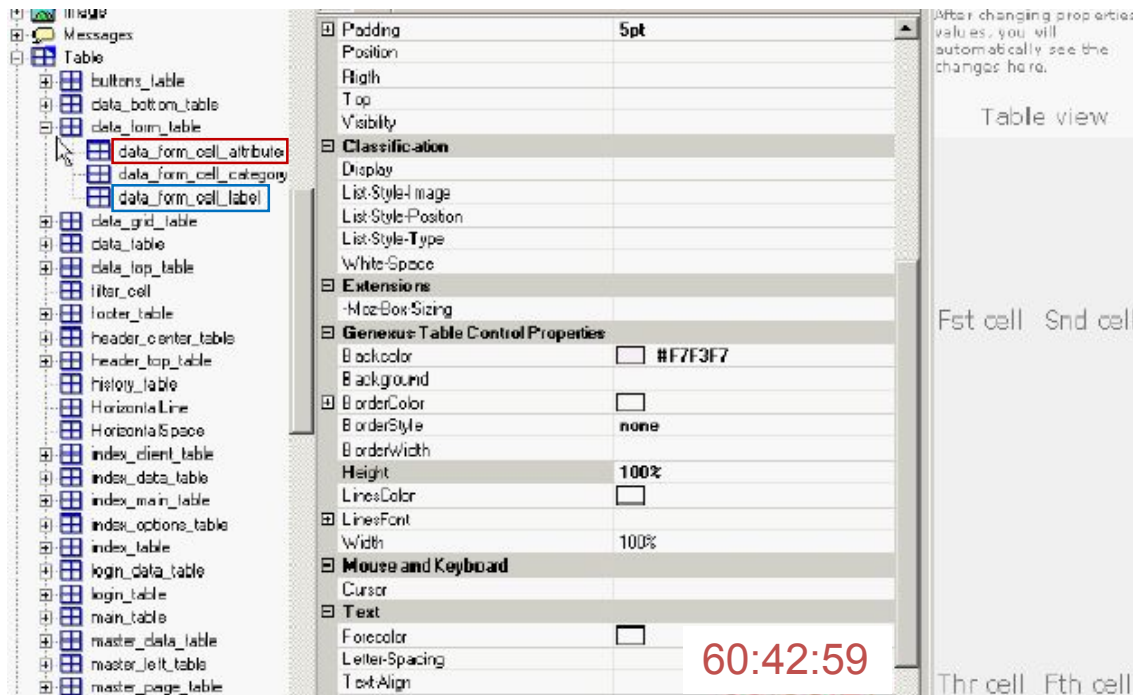 Image
Messages
Table
buttons_table
data_bottom_table
data_form_table
data_form_cell_attribute
data_form_cell_category
data_form_cell_label
data_grid_table
data_table
data_top_table
filter_cell
footer_table
header_center_table
header_top_table
history_table
HorizontalLine
HorizontalSpace
index_client_table
index_data_table
index_main_table
index_options_table
index_table
login_data_table
login_table
main_table
master_data_table
master_left_table
master_page_table
Padding 5pt
Position
Rigth
Top
Visibility
Classification
Display
List-Style-Image
List-Style-Position
List-Style-Type
White-Space
Extensions
-Moz-Box-Sizing
Genexus Table Control Properties
Backcolor #F7F3F7
Background
BorderColor
BorderStyle none
BorderWidth
Height 100%
LinesColor
LinesFont
Width 100%
Mouse and Keyboard
Cursor
Text
Forecolor
Letter-Spacing
Text-Align
60:42:59
After changing properties
values, you will
automatically see the
changes here.
Table view
Fst cell Snd cell
Thr cell Fth cell